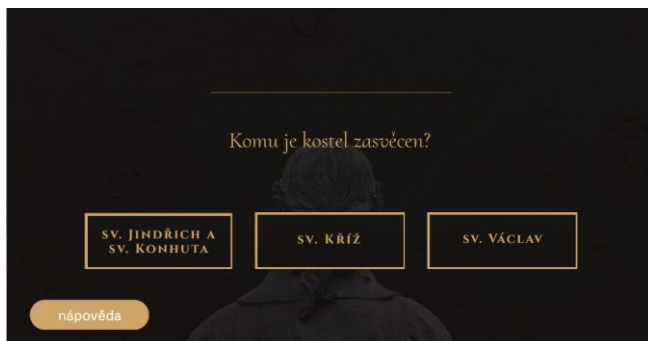 Komu je kostel zasvěcen?
sv. Jindřich a
sv. Konhuta
sv. Kříž
sv. Václav
nápověda